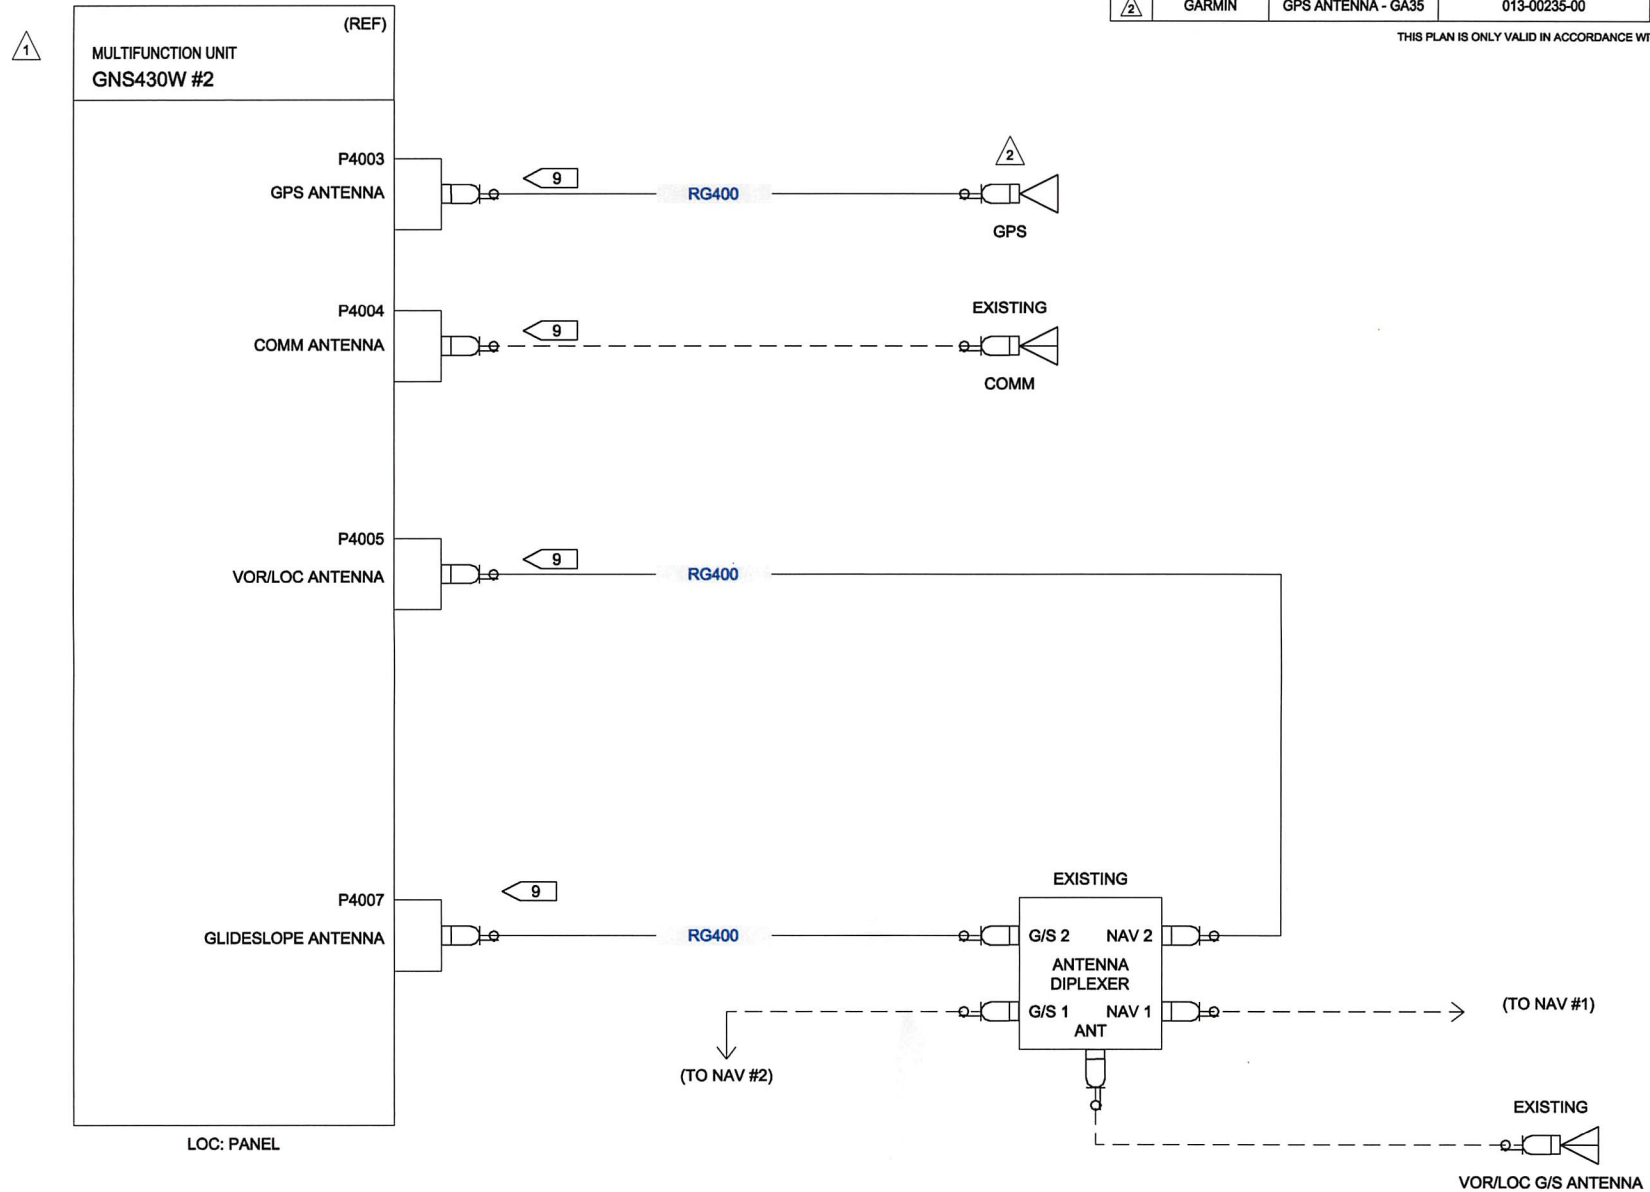 2 GARMIN GPS ANTENNA - GA35 013-00235-00
THIS PLAN IS ONLY VALID IN ACCORDANCE WI
1
(REF)
MULTIFUNCTION UNIT
GNS430W #2
P4003
GPS ANTENNA
9
RG400
2
GPS
P4004
COMM ANTENNA
9
EXISTING
COMM
P4005
VOR/LOC ANTENNA
9
RG400
P4007
GLIDESLOPE ANTENNA
9
RG400
EXISTING
G/S 2 NAV 2
ANTENNA
DIPLEXER
G/S 1 NAV 1
ANT
(TO NAV #1)
(TO NAV #2)
EXISTING
VOR/LOC G/S ANTENNA
LOC: PANEL